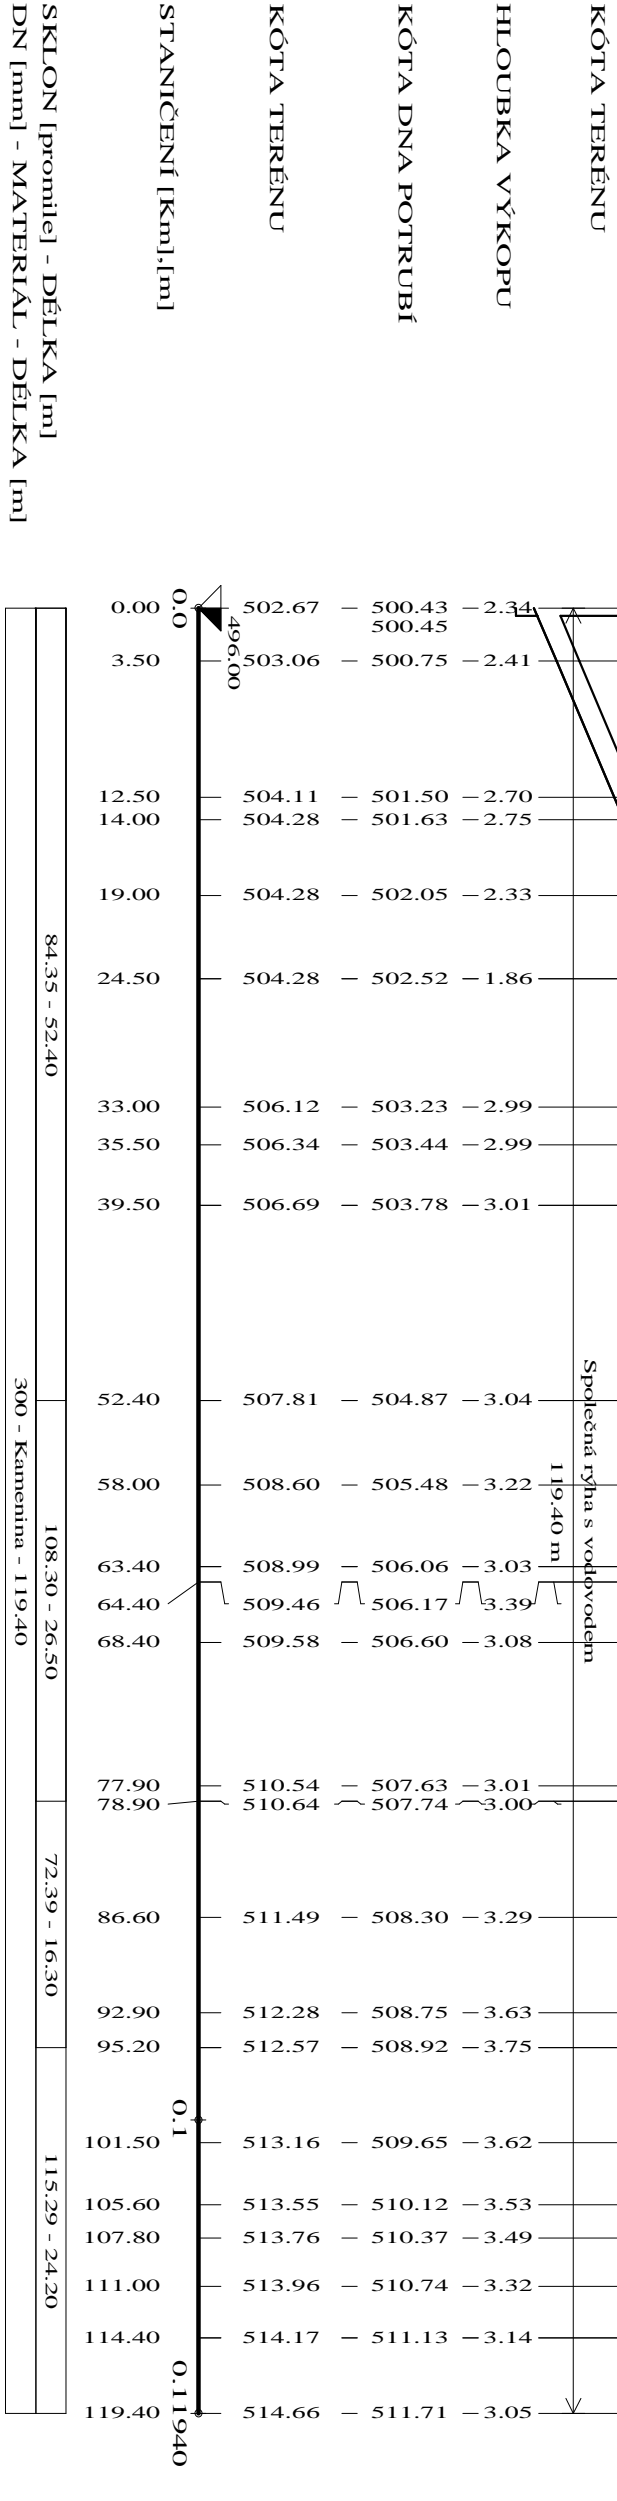 KÓTA TERÉNU
HLOUBKA VÝKOPU
KÓTA DNA POTRUBÍ
KÓTA TERÉNU
STANIČENÍ [Km],[m]
SKLON [promile] - DÉLKA [m]
DN [mm] - MATERIÁL - DÉLKA [m]
0.00 0.0 502.67 500.43 2.34
500.45
496.00
3.50 503.06 500.75 2.41
12.50 504.11 501.50 2.70
14.00 504.28 501.63 2.75
19.00 504.28 502.05 2.33
24.50 504.28 502.52 1.86
33.00 506.12 503.23 2.99
35.50 506.34 503.44 2.99
39.50 506.69 503.78 3.01
52.40 507.81 504.87 3.04
58.00 508.60 505.48 3.22
63.40 508.99 506.06 3.03
64.40 509.46 506.17 3.39
68.40 509.58 506.60 3.08
77.90 510.54 507.63 3.01
78.90 510.64 507.74 3.00
86.60 511.49 508.30 3.29
92.90 512.28 508.75 3.63
95.20 512.57 508.92 3.75
0.1
101.50 513.16 509.65 3.62
105.60 513.55 510.12 3.53
107.80 513.76 510.37 3.49
111.00 513.96 510.74 3.32
114.40 514.17 511.13 3.14
119.40 0.11940 514.66 511.71 3.05
Společná rýha s vodovodem
119.40 m
84.35 - 52.40
108.30 - 26.50
72.39 - 16.30
115.29 - 24.20
300 - Kamenina - 119.40